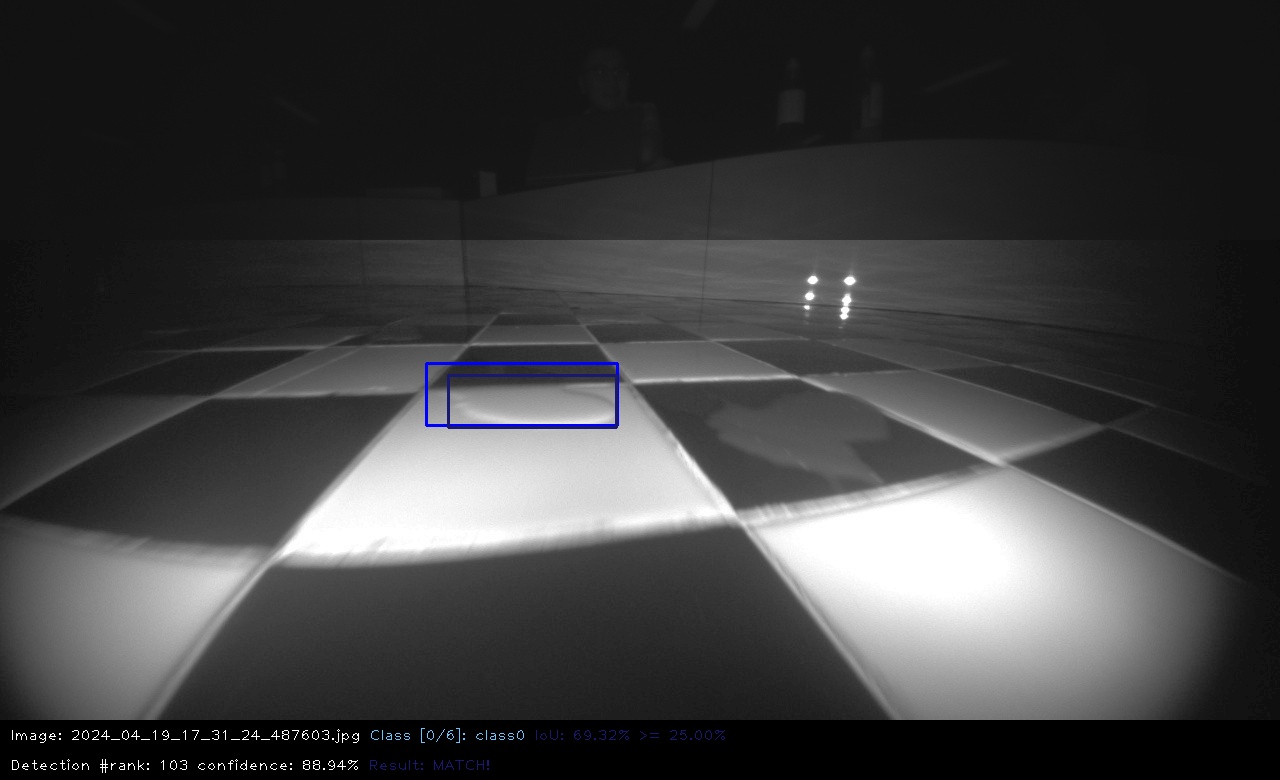 Image: 2024_04_19_17_31_24_487603.jpg Class [0/6]: class0 IoU: 69.32% >= 25.00%
Detection #rank: 103 confidence: 88.94% Result: MATCH!